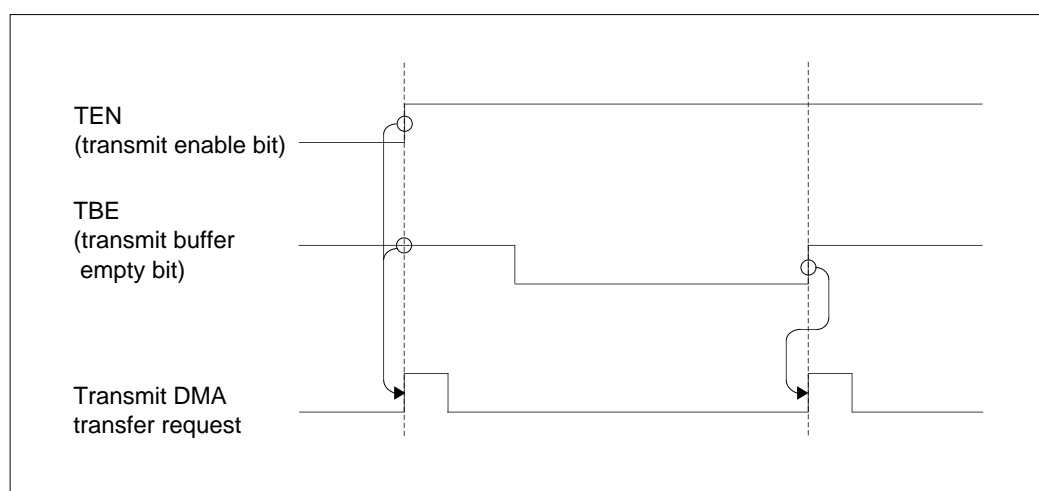 TEN
(transmit enable bit)
TBE
(transmit buffer
empty bit)
Transmit DMA
transfer request